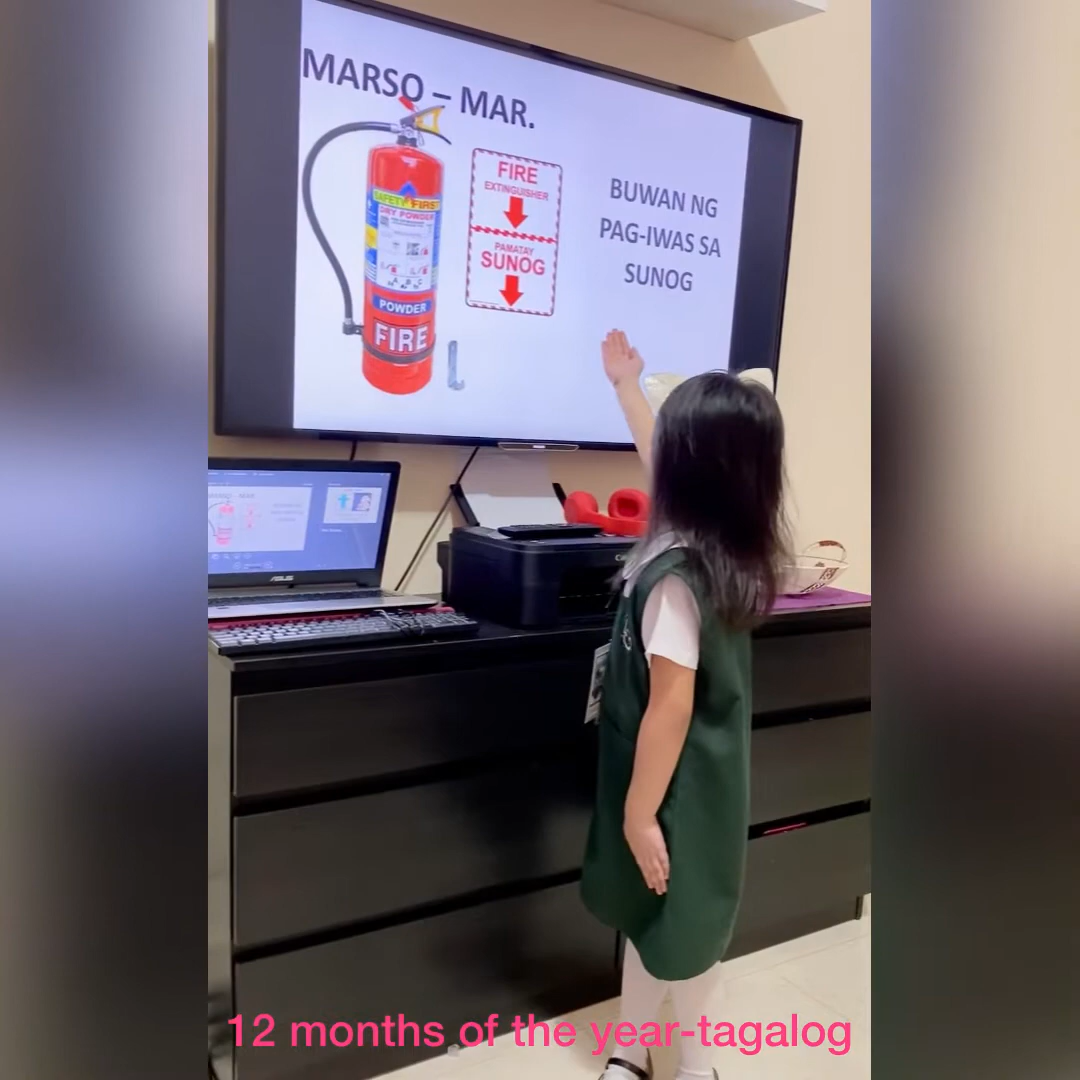 MARSO – MAR.
SAFETY FIRST
DRY POWDER
POWDER
FIRE
FIRE
EXTINGUISHER
PAMATAY
SUNOG
BUWAN NG
PAG-IWAS SA
SUNOG
ASUS
12 months of the year-tagalog